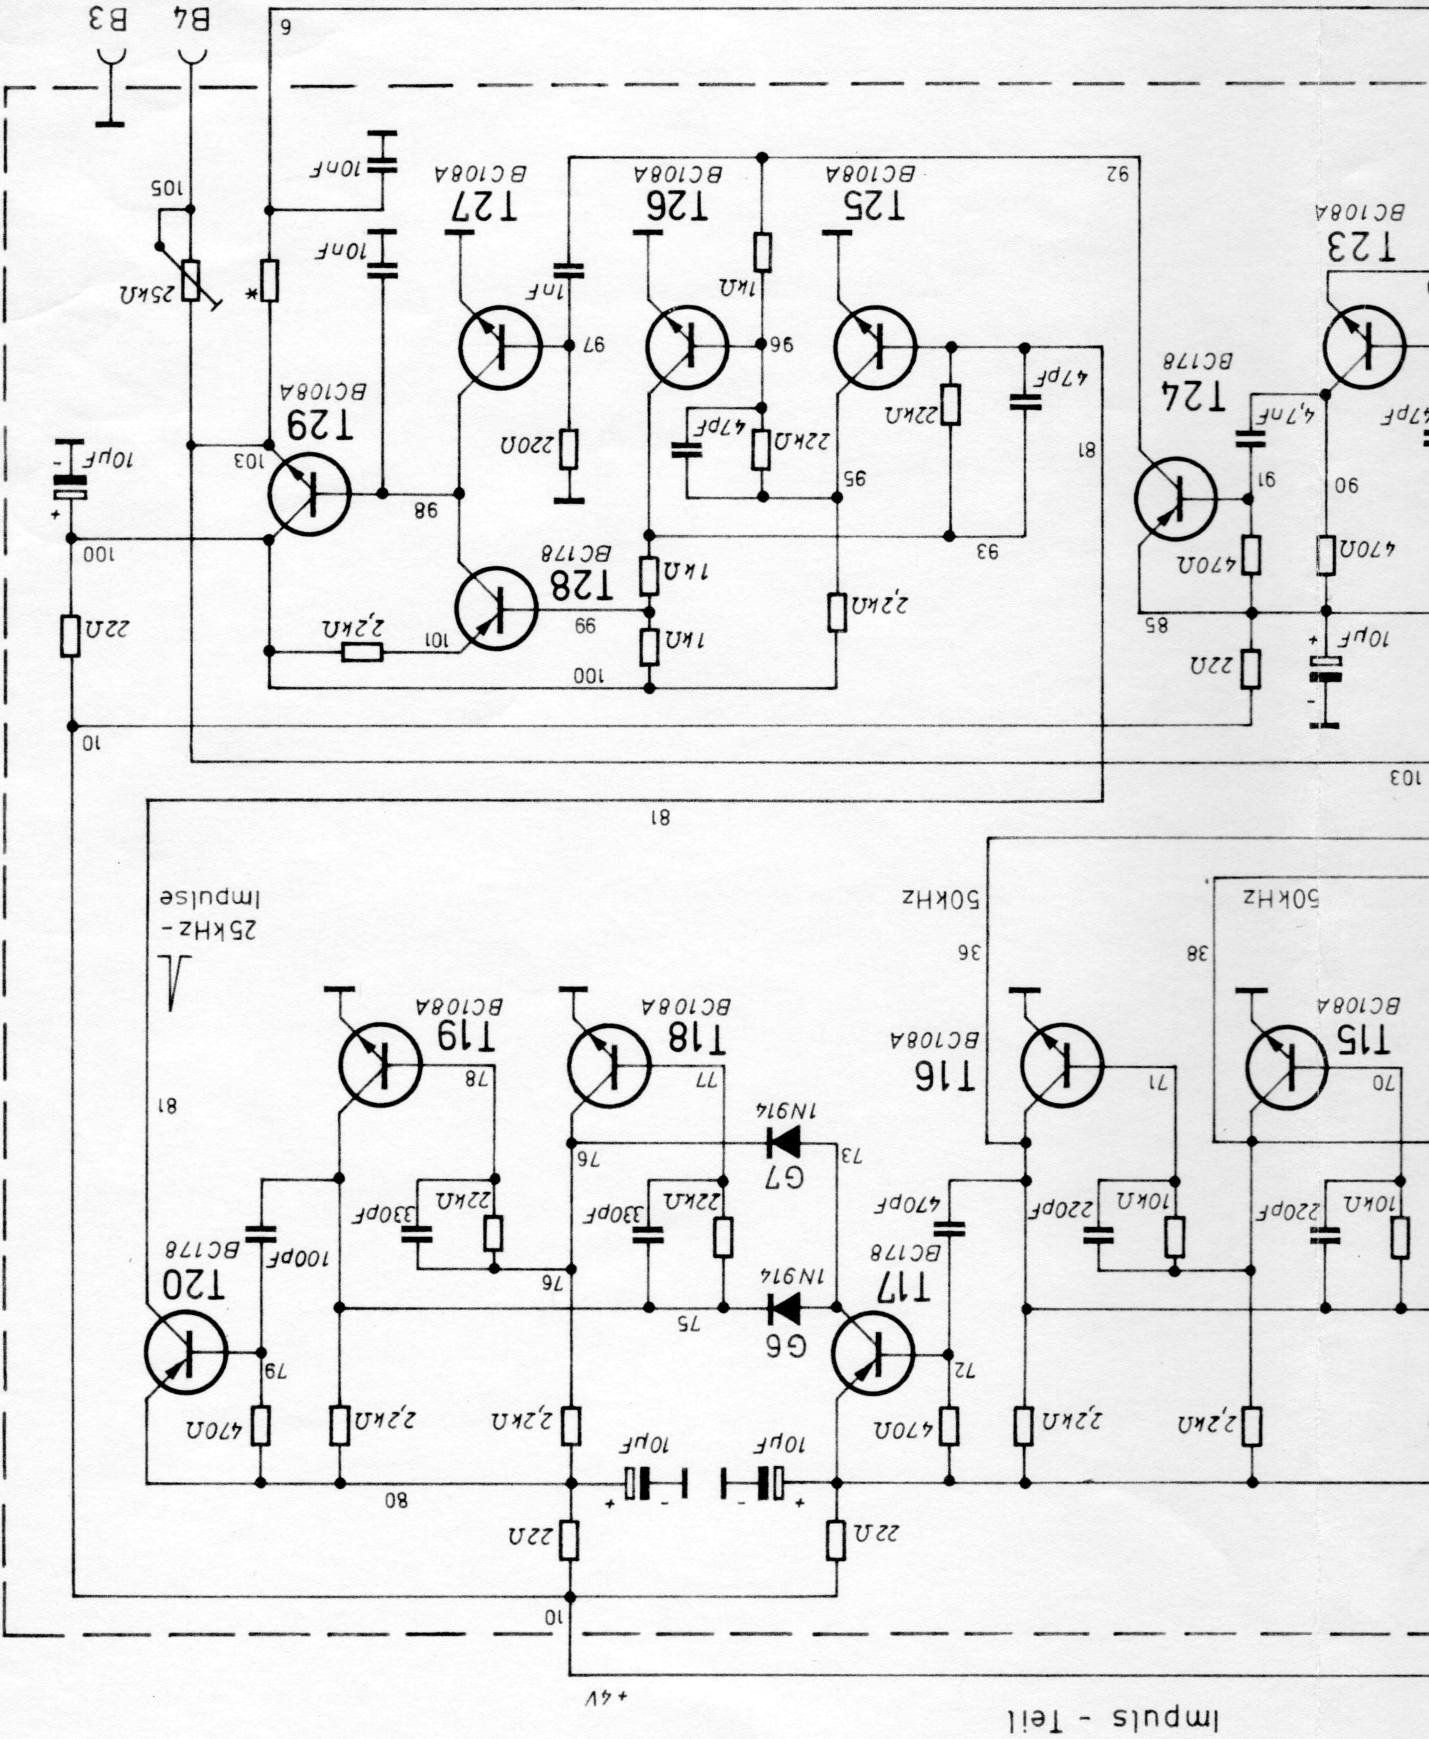 Impuls - Teil
+4V
10
22Ω
22Ω
80
+
-
10µF
-
+
10µF
2,2kΩ
2,2kΩ
470Ω
2,2kΩ
2,2kΩ
470Ω
72
79
T17
BC178
T20
BC178
G6
1N914
75
G7
1N914
73
76
76
10kΩ
220pF
10kΩ
220pF
470pF
22kΩ
330pF
22kΩ
330pF
100pF
70
71
77
78
81
T15
BC108A
T16
BC108A
T18
BC108A
T19
BC108A
38
36
50kHz
50kHz
25kHz-
Impulse
81
103
10
-
+
10µF
22Ω
85
100
470Ω
470Ω
2,2kΩ
1kΩ
1kΩ
99
T28
BC178
101
2,2kΩ
22Ω
100
90
91
93
95
98
+
-
10µF
103
47pF
4,7nF
T24
BC178
81
47pF
22kΩ
22kΩ
47pF
220Ω
T29
BC108A
96
97
1kΩ
1nF
10nF
*
25kΩ
T23
BC108A
T25
BC108A
T26
BC108A
T27
BC108A
92
10nF
105
6
B4
B3